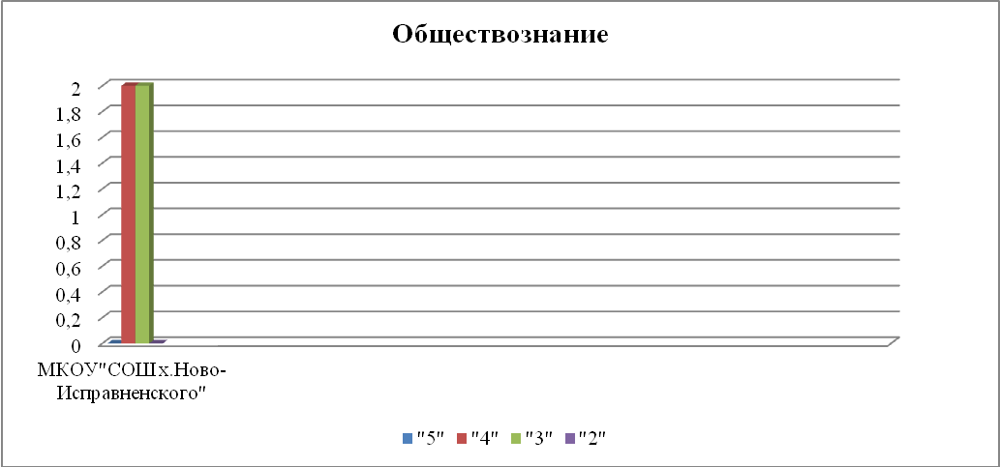 Обществознание
2
1,8
1,6
1,4
1,2
1
0,8
0,6
0,4
0,2
0
МКОУ"СОШ х.Ново-
Исправненского"
"5" "4" "3" "2"